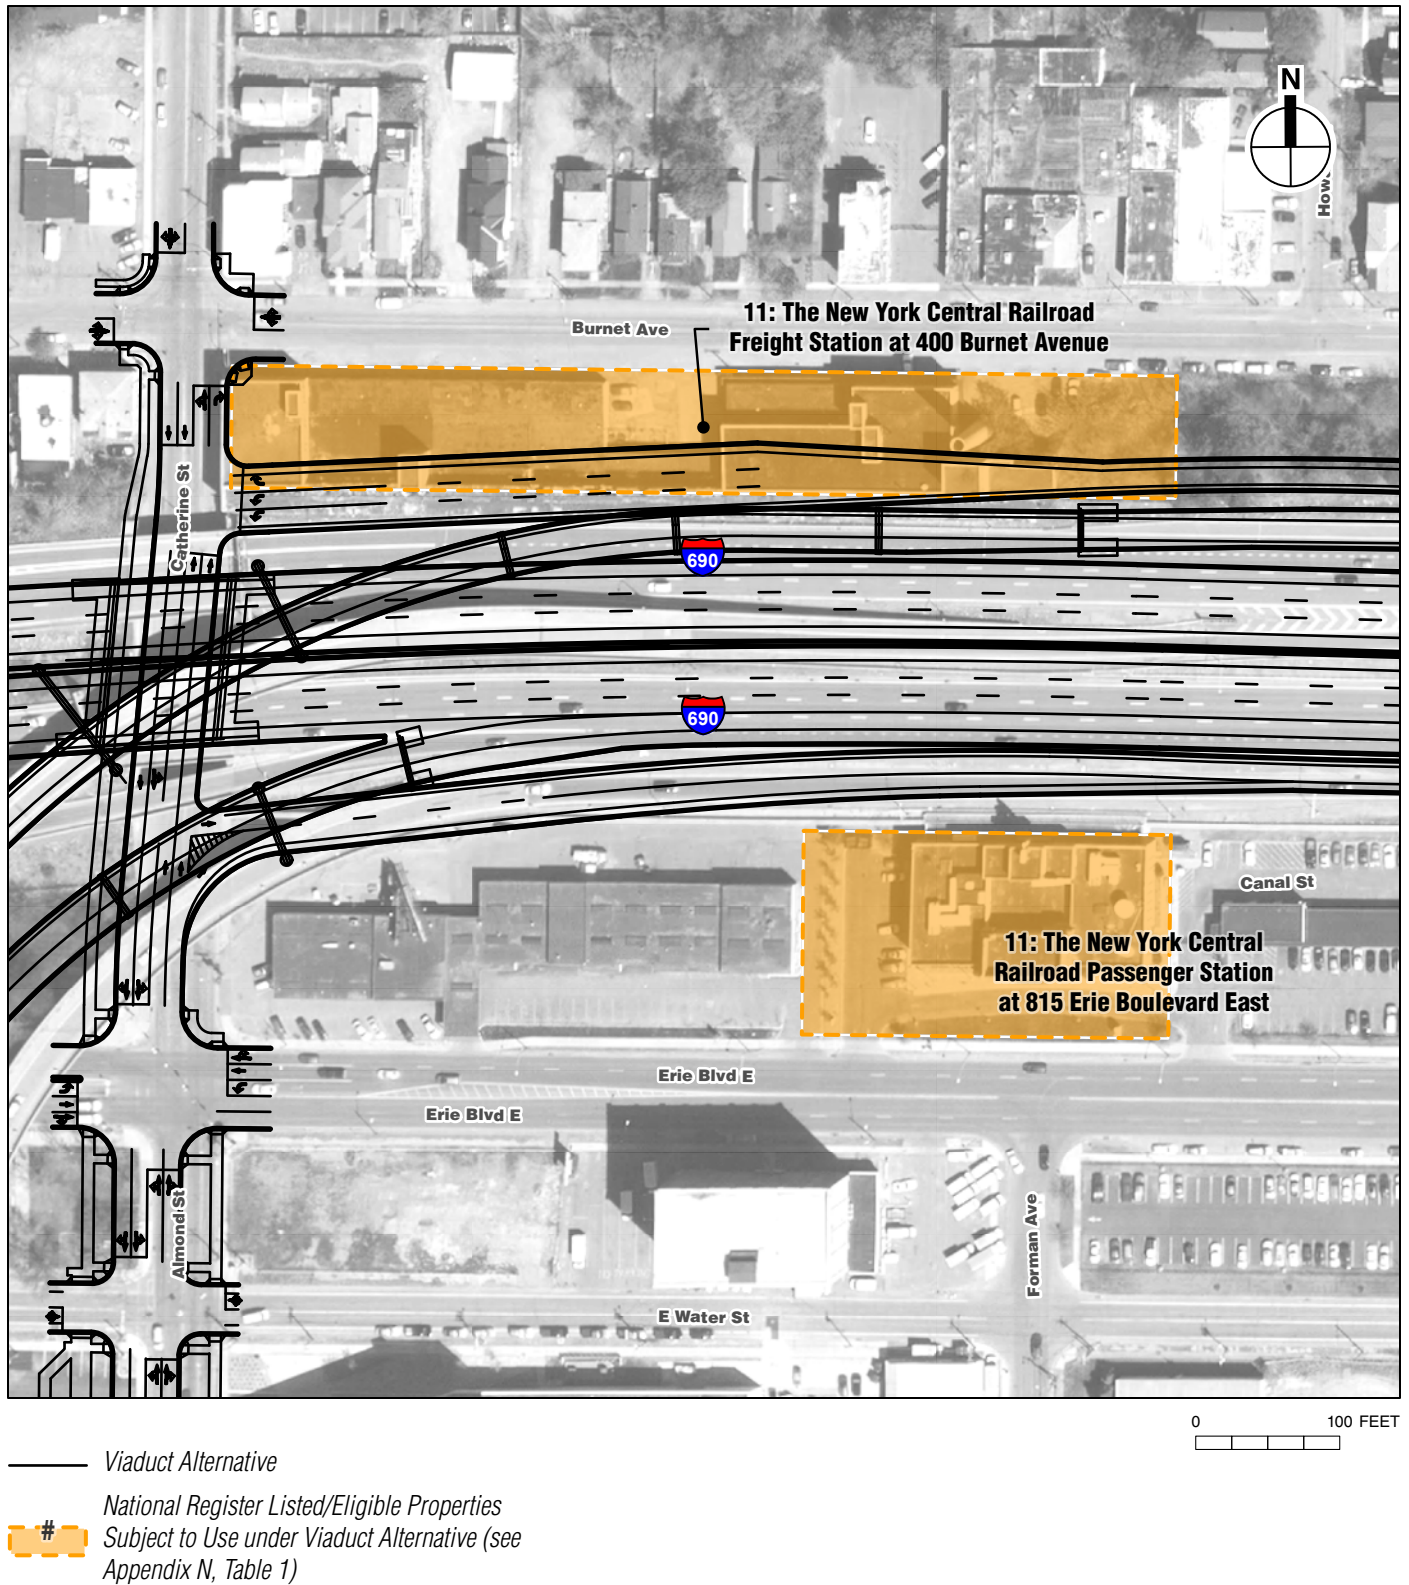 N
Burnet Ave
11: The New York Central Railroad
Freight Station at 400 Burnet Avenue
Catherine St
690
690
Canal St
11: The New York Central
Railroad Passenger Station
at 815 Erie Boulevard East
Erie Blvd E
Erie Blvd E
Almond St
Forman Ave
E Water St
0 100 FEET
Viaduct Alternative
#
National Register Listed/Eligible Properties
Subject to Use under Viaduct Alternative (see
Appendix N, Table 1)